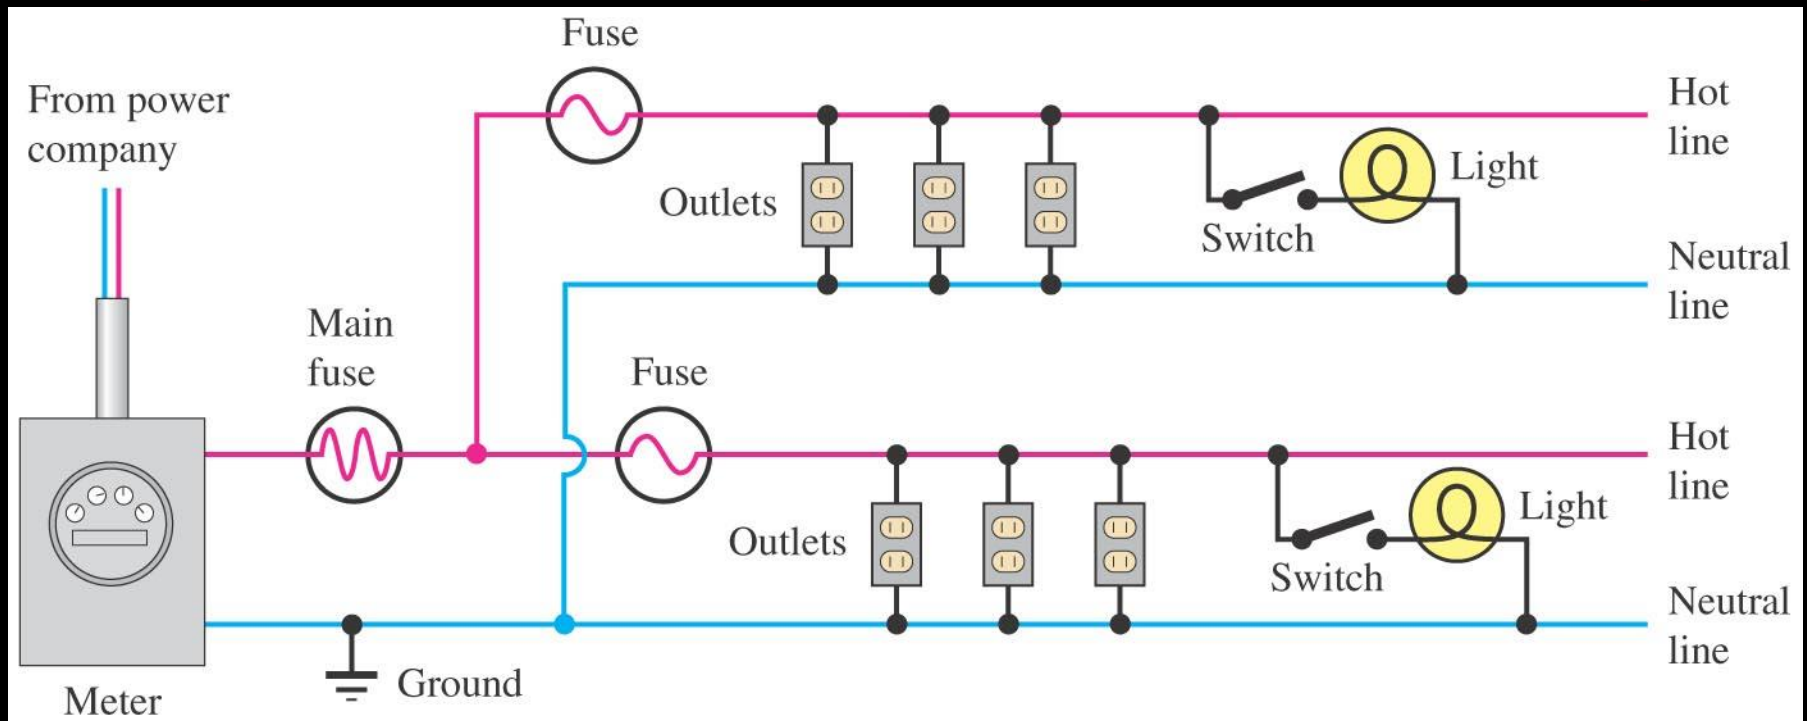 Fuse
From power
company
Hot
line
Light
Outlets
Switch
Neutral
line
Main
fuse
Fuse
Hot
line
Light
Outlets
Switch
Neutral
line
Ground
Meter